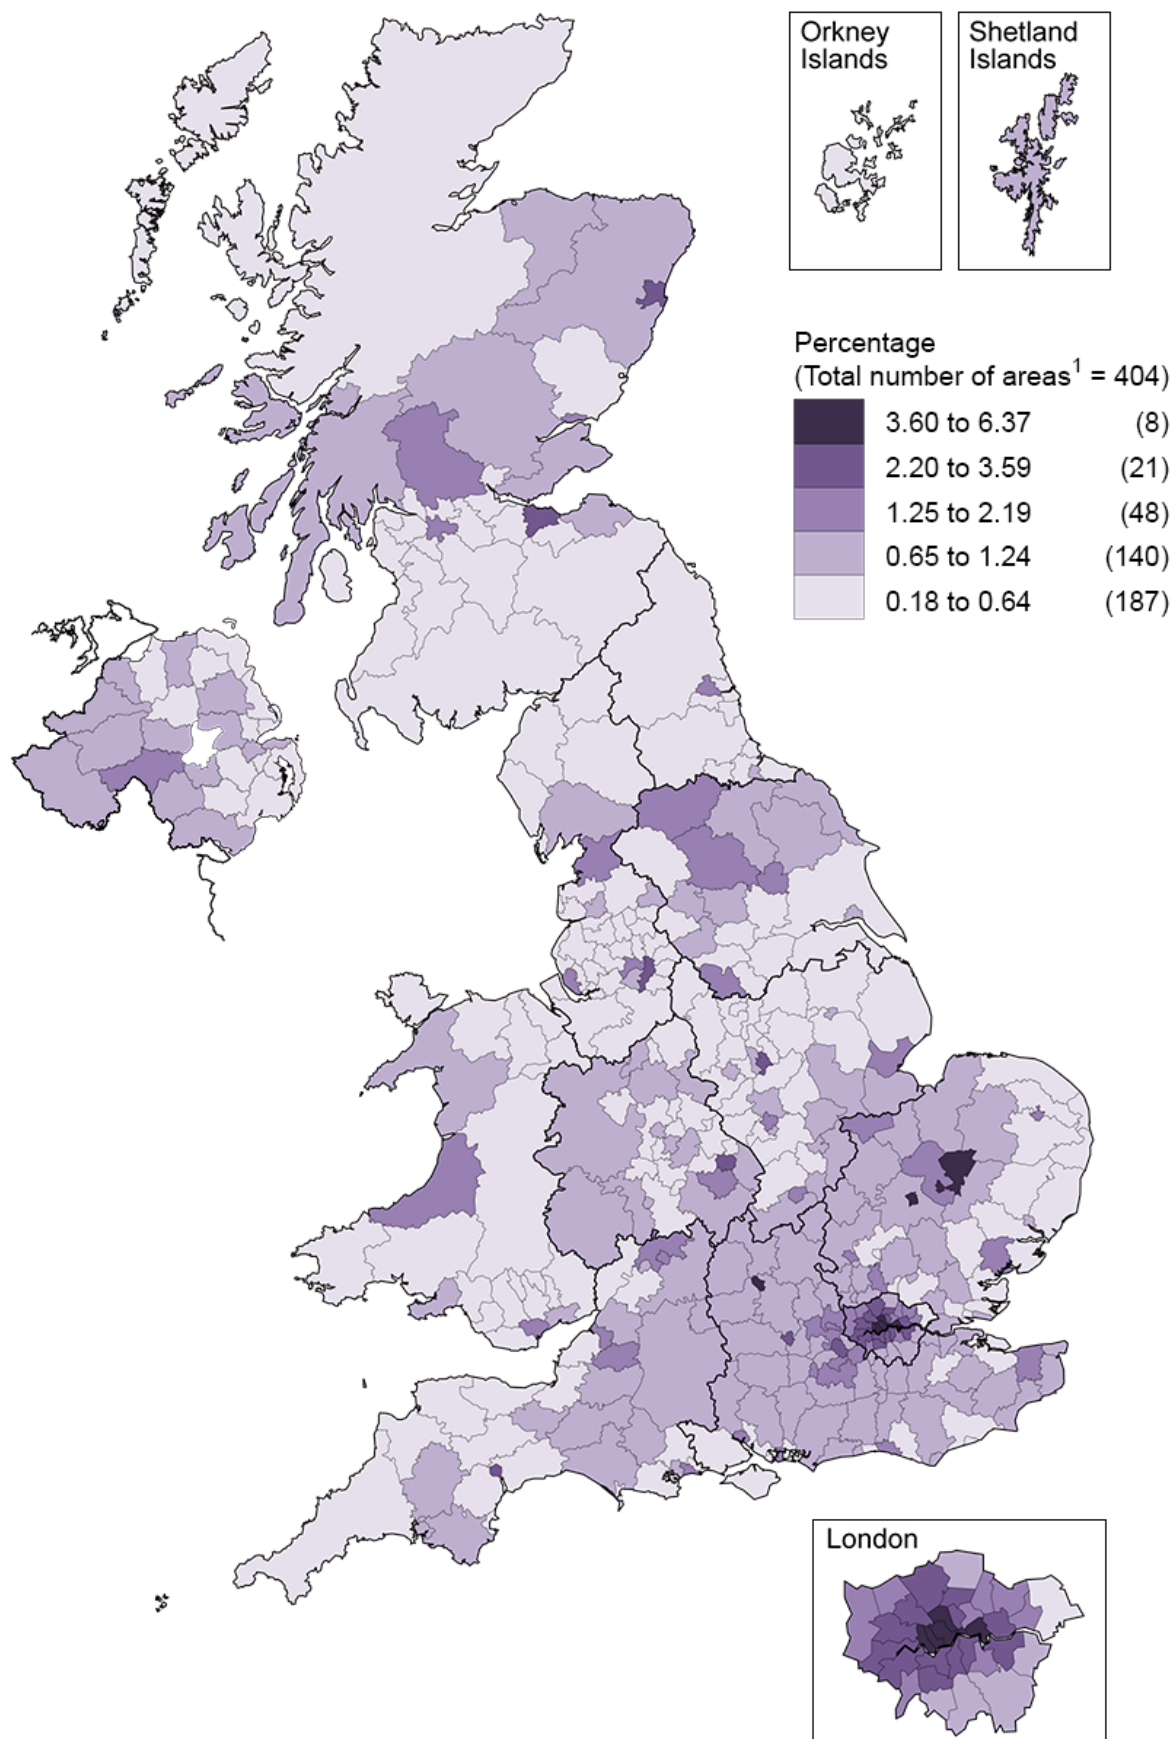 Orkney
Islands
Shetland
Islands
Percentage
(Total number of areas¹ = 404)
3.60 to 6.37 (8)
2.20 to 3.59 (21)
1.25 to 2.19 (48)
0.65 to 1.24 (140)
0.18 to 0.64 (187)
London